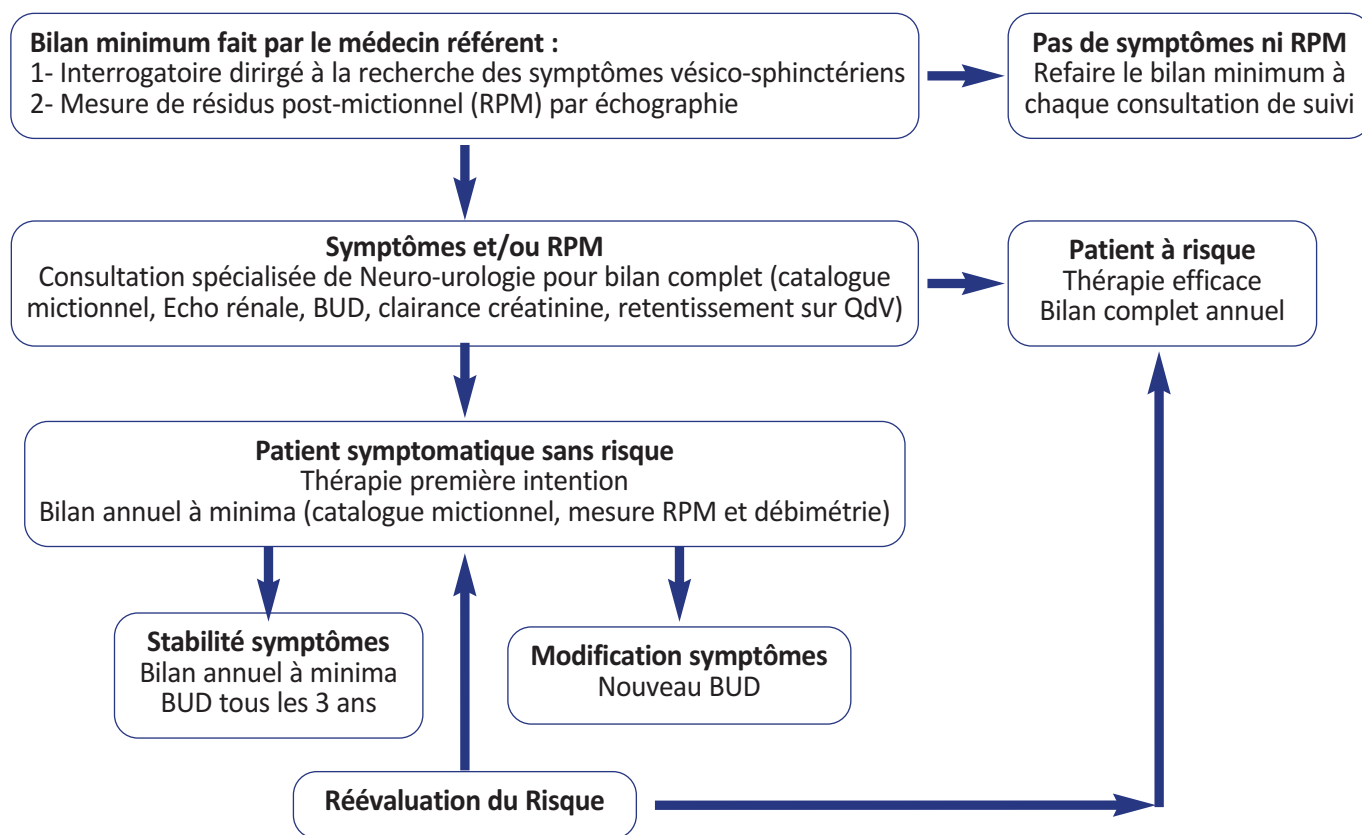 Bilan minimum fait par le médecin référent :
1- Interrogatoire dirirgé à la recherche des symptômes vésico-sphinctériens
2- Mesure de résidus post-mictionnel (RPM) par échographie
Pas de symptômes ni RPM
Refaire le bilan minimum à
chaque consultation de suivi
Symptômes et/ou RPM
Consultation spécialisée de Neuro-urologie pour bilan complet (catalogue
mictionnel, Echo rénale, BUD, clairance créatinine, retentissement sur QdV)
Patient à risque
Thérapie efficace
Bilan complet annuel
Patient symptomatique sans risque
Thérapie première intention
Bilan annuel à minima (catalogue mictionnel, mesure RPM et débimétrie)
Stabilité symptômes
Bilan annuel à minima
BUD tous les 3 ans
Modification symptômes
Nouveau BUD
Réévaluation du Risque